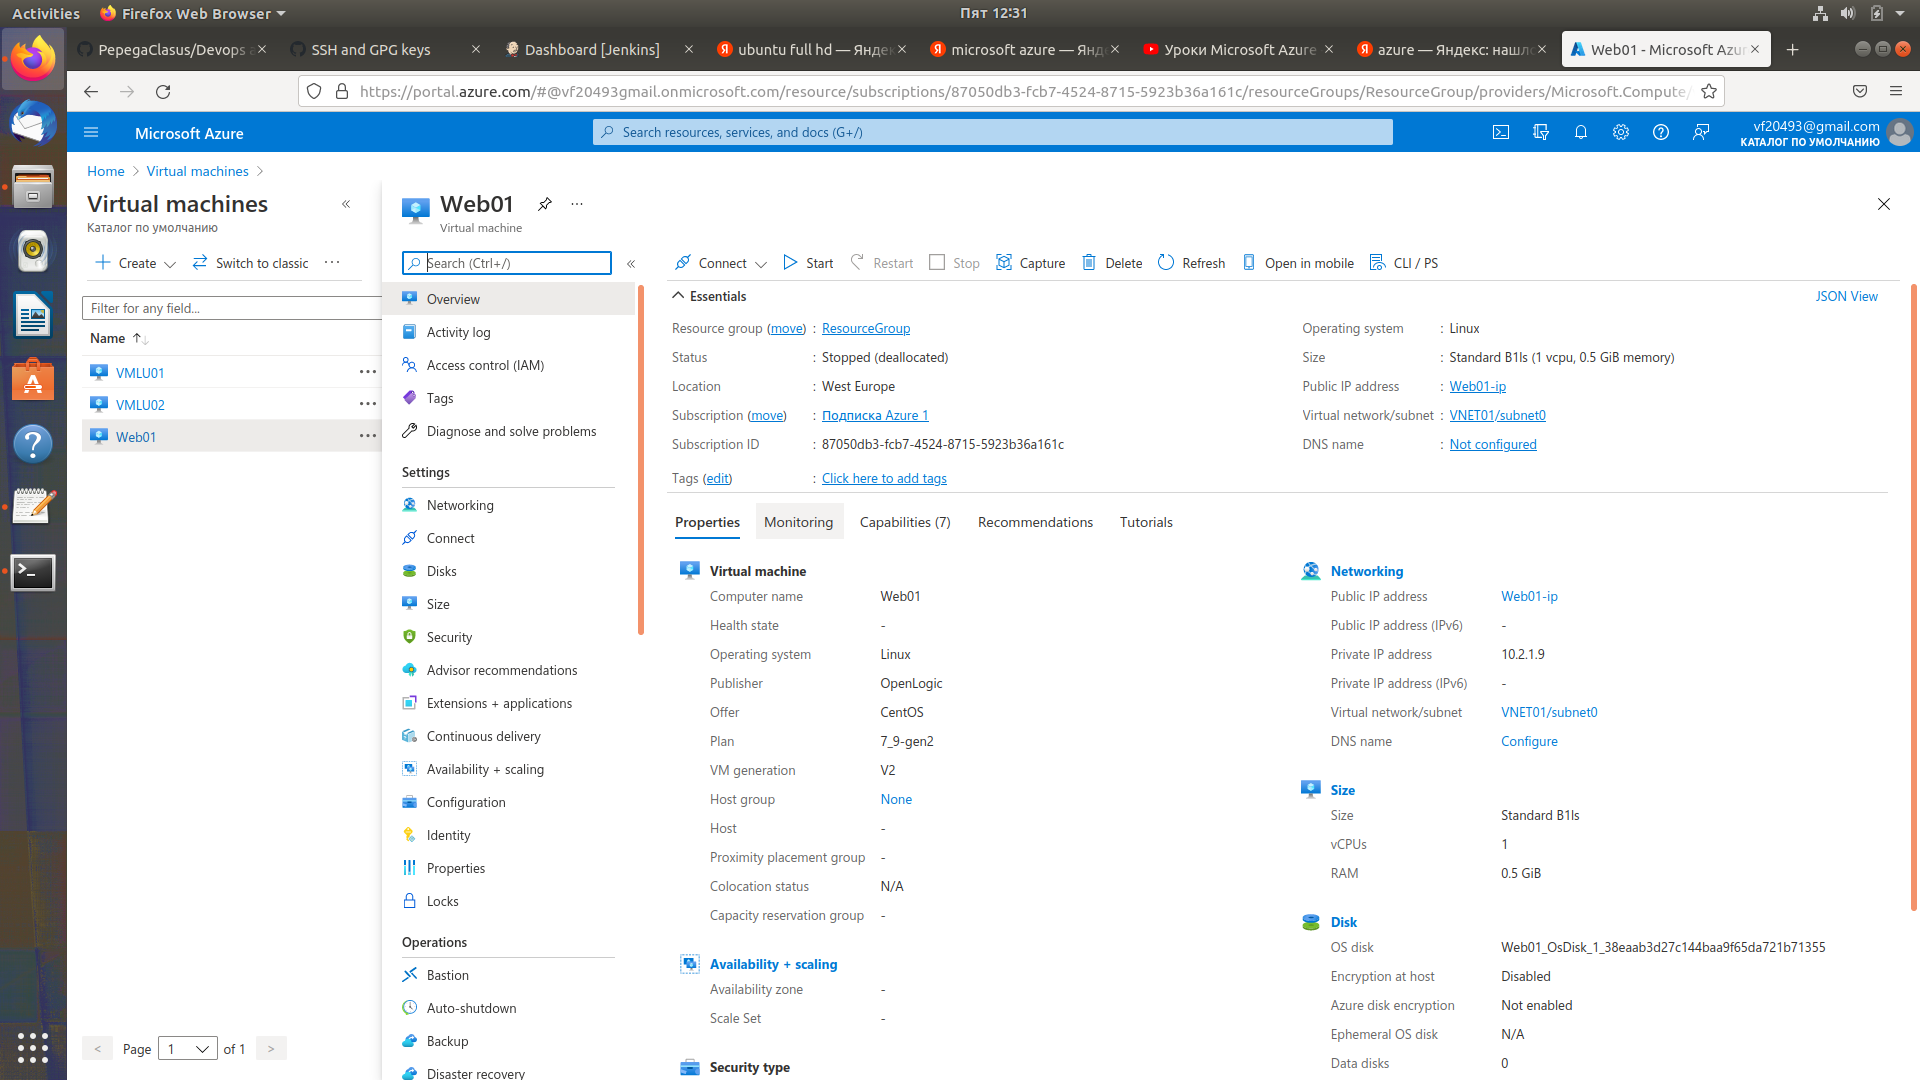 Activities
Firefox Web Browser
Пят 12:31
PepegaClasus/Devops a
SSH and GPG keys
Dashboard [Jenkins]
ubuntu full hd — Яндек
microsoft azure — Янд
Уроки Microsoft Azure
azure — Яндекс: нашло
Web01 - Microsoft Azur
https://portal.azure.com/#@vf20493gmail.onmicrosoft.com/resource/subscriptions/87050db3-fcb7-4524-8715-5923b36a161c/resourceGroups/ResourceGroup/providers/Microsoft.Compute/
Microsoft Azure
Search resources, services, and docs (G+/)
vf20493@gmail.com
КАТАЛОГ ПО УМОЛЧАНИЮ
Home > Virtual machines >
Virtual machines
Каталог по умолчанию
Create
Switch to classic
Filter for any field...
Name
VMLU01
VMLU02
Web01
< Page 1 of 1 >
Web01
Virtual machine
Search (Ctrl+/)
Overview
Activity log
Access control (IAM)
Tags
Diagnose and solve problems
Settings
Networking
Connect
Disks
Size
Security
Advisor recommendations
Extensions + applications
Continuous delivery
Availability + scaling
Configuration
Identity
Properties
Locks
Operations
Bastion
Auto-shutdown
Backup
Disaster recovery
Connect
Start
Restart
Stop
Capture
Delete
Refresh
Open in mobile
CLI / PS
Essentials
JSON View
Resource group (move) : ResourceGroup
Status : Stopped (deallocated)
Location : West Europe
Subscription (move) : Подписка Azure 1
Subscription ID : 87050db3-fcb7-4524-8715-5923b36a161c
Tags (edit) : Click here to add tags
Operating system : Linux
Size : Standard B1ls (1 vcpu, 0.5 GiB memory)
Public IP address : Web01-ip
Virtual network/subnet : VNET01/subnet0
DNS name : Not configured
Properties
Monitoring
Capabilities (7)
Recommendations
Tutorials
Virtual machine
Computer name Web01
Health state -
Operating system Linux
Publisher OpenLogic
Offer CentOS
Plan 7_9-gen2
VM generation V2
Host group None
Host -
Proximity placement group -
Colocation status N/A
Capacity reservation group -
Availability + scaling
Availability zone -
Scale Set -
Security type
Networking
Public IP address Web01-ip
Public IP address (IPv6) -
Private IP address 10.2.1.9
Private IP address (IPv6) -
Virtual network/subnet VNET01/subnet0
DNS name Configure
Size
Size Standard B1ls
vCPUs 1
RAM 0.5 GiB
Disk
OS disk Web01_OsDisk_1_38eaab3d27c144baa9f65da721b71355
Encryption at host Disabled
Azure disk encryption Not enabled
Ephemeral OS disk N/A
Data disks 0